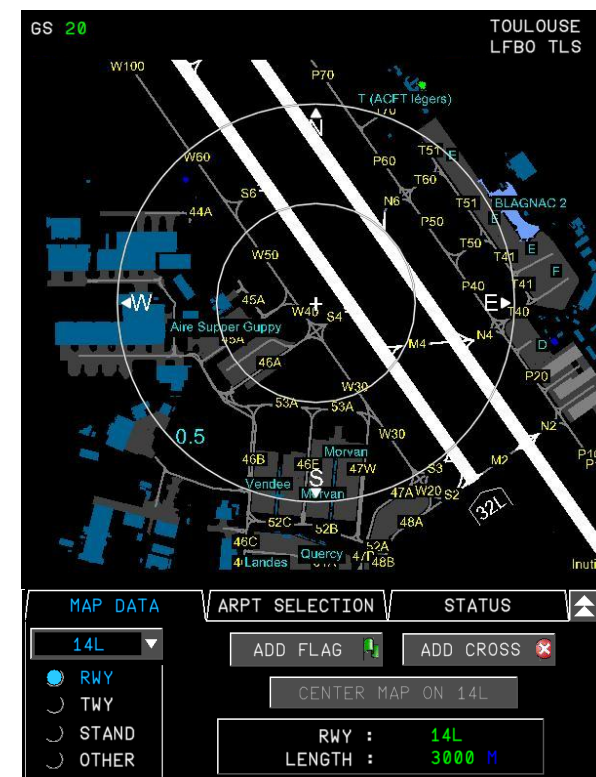 GS 20
TOULOUSE
LFBO TLS
W100
P70
T (ACFT légers)
T70
N
W60
P60
T51
E
T60
S6
N6
T51
BLAGNAC 2
44A
P50
E
W50
T50
T41
E
F
P40
T41
45A
W
W40
S4
E
T40
Aire Supper Guppy
45A
M4
N4
D
46A
P20
W30
53A
53A
N2
0.5
W30
Morvan
M2
46B
46E
47W
S3
Vendee
S
Morvan
47A
W20
S2
32L
52C
52B
48A
46C
52A
Quercy
Landes
48B
Inuti
MAP DATA
ARPT SELECTION
STATUS
14L
ADD FLAG
ADD CROSS
RWY
CENTER MAP ON 14L
TWY
STAND
RWY : 14L
OTHER
LENGTH : 3000 M